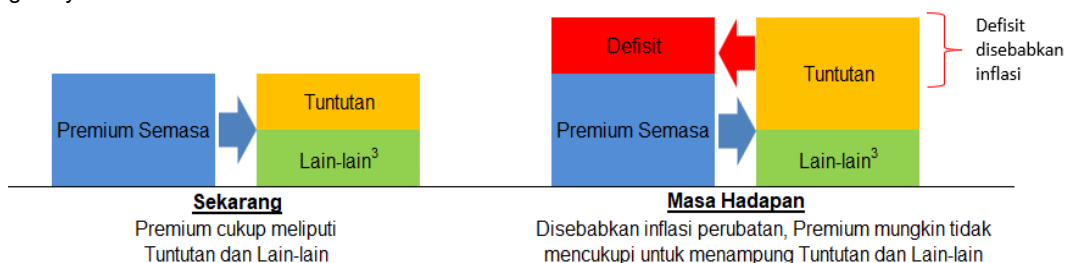 Premium Semasa
Tuntutan
Lain-lain³
Sekarang
Premium cukup meliputi
Tuntutan dan Lain-lain
Defisit
Premium Semasa
Tuntutan
Lain-lain³
Defisit
disebabkan
inflasi
Masa Hadapan
Disebabkan inflasi perubatan, Premium mungkin tidak
mencukupi untuk menampung Tuntutan dan Lain-lain